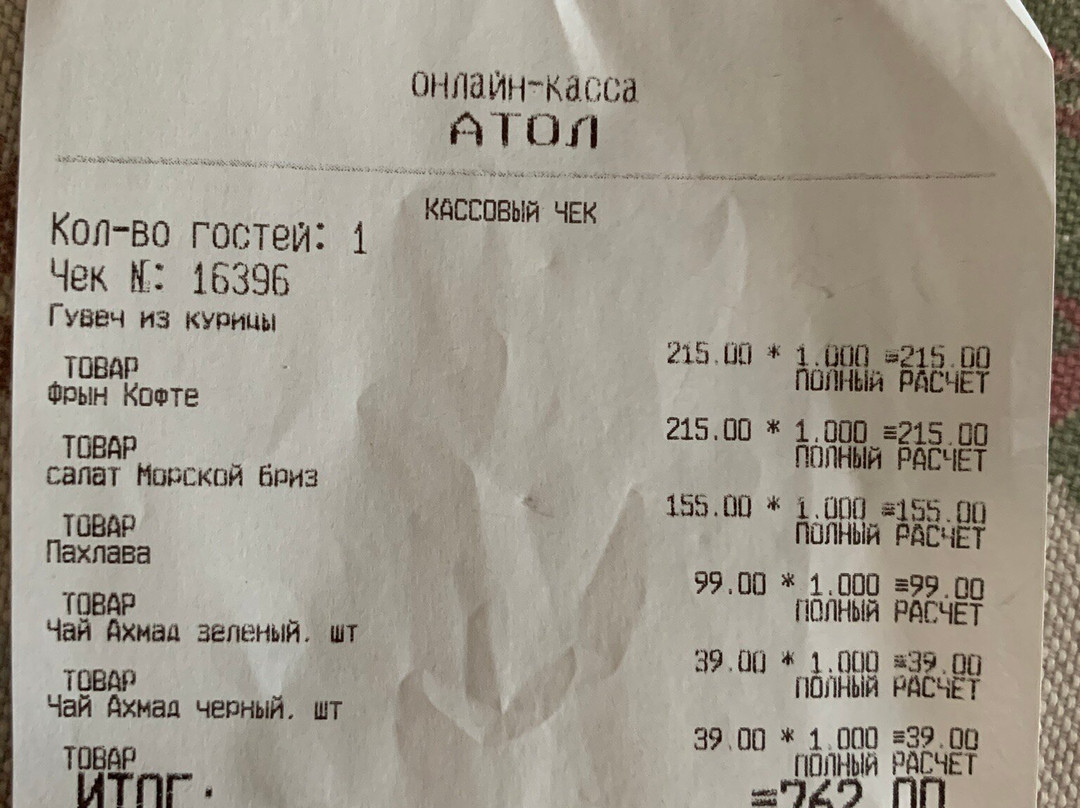 онлайн-касса
АТОЛ
КАССОВЫЙ ЧЕК
Кол-во гостей: 1
Чек №: 16396
Гувеч из курицы
215.00 * 1.000 =215.00
ТОВАР ПОЛНЫЙ РАСЧЕТ
Фрын Кофте
215.00 * 1.000 =215.00
ТОВАР ПОЛНЫЙ РАСЧЕТ
салат Морской Бриз
155.00 * 1.000 =155.00
ТОВАР ПОЛНЫЙ РАСЧЕТ
Пахлава
99.00 * 1.000 =99.00
ТОВАР ПОЛНЫЙ РАСЧЕТ
Чай Ахмад зеленый. шт
39.00 * 1.000 =39.00
ТОВАР ПОЛНЫЙ РАСЧЕТ
Чай Ахмад черный. шт
39.00 * 1.000 =39.00
ТОВАР ПОЛНЫЙ РАСЧЕТ
ИТОГ: =762.00